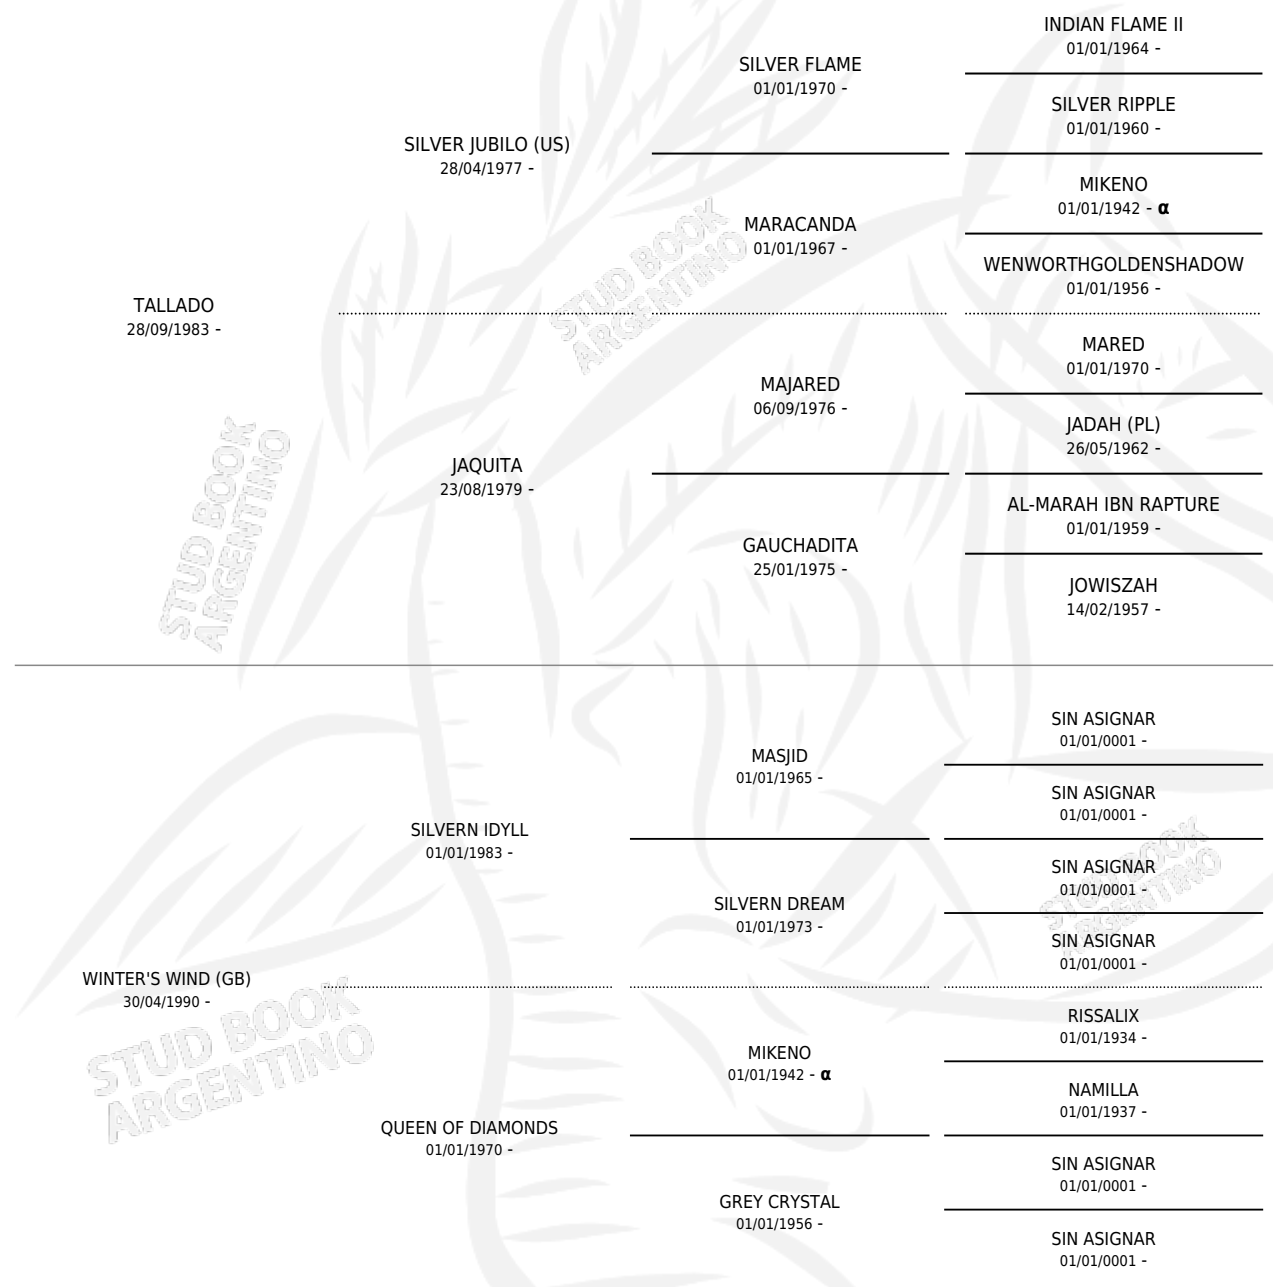 INDIAN FLAME II
01/01/1964 -
SILVER FLAME
01/01/1970 -
SILVER RIPPLE
01/01/1960 -
SILVER JUBILO (US)
28/04/1977 -
MIKENO
01/01/1942 - α
MARACANDA
01/01/1967 -
WENWORTHGOLDENSHADOW
01/01/1956 -
TALLADO
28/09/1983 -
MARED
01/01/1970 -
MAJARED
06/09/1976 -
JADAH (PL)
26/05/1962 -
JAQUITA
23/08/1979 -
AL-MARAH IBN RAPTURE
01/01/1959 -
GAUCHADITA
25/01/1975 -
JOWISZAH
14/02/1957 -
SIN ASIGNAR
01/01/0001 -
MASJID
01/01/1965 -
SIN ASIGNAR
01/01/0001 -
SILVERN IDYLL
01/01/1983 -
SIN ASIGNAR
01/01/0001 -
SILVERN DREAM
01/01/1973 -
SIN ASIGNAR
01/01/0001 -
WINTER'S WIND (GB)
30/04/1990 -
RISSALIX
01/01/1934 -
MIKENO
01/01/1942 - α
NAMILLA
01/01/1937 -
QUEEN OF DIAMONDS
01/01/1970 -
SIN ASIGNAR
01/01/0001 -
GREY CRYSTAL
01/01/1956 -
SIN ASIGNAR
01/01/0001 -
STUD BOOK
ARGENTINO
STUD BOOK
ARGENTINO
STUD BOOK
ARGENTINO
STUD BOOK
ARGENTINO